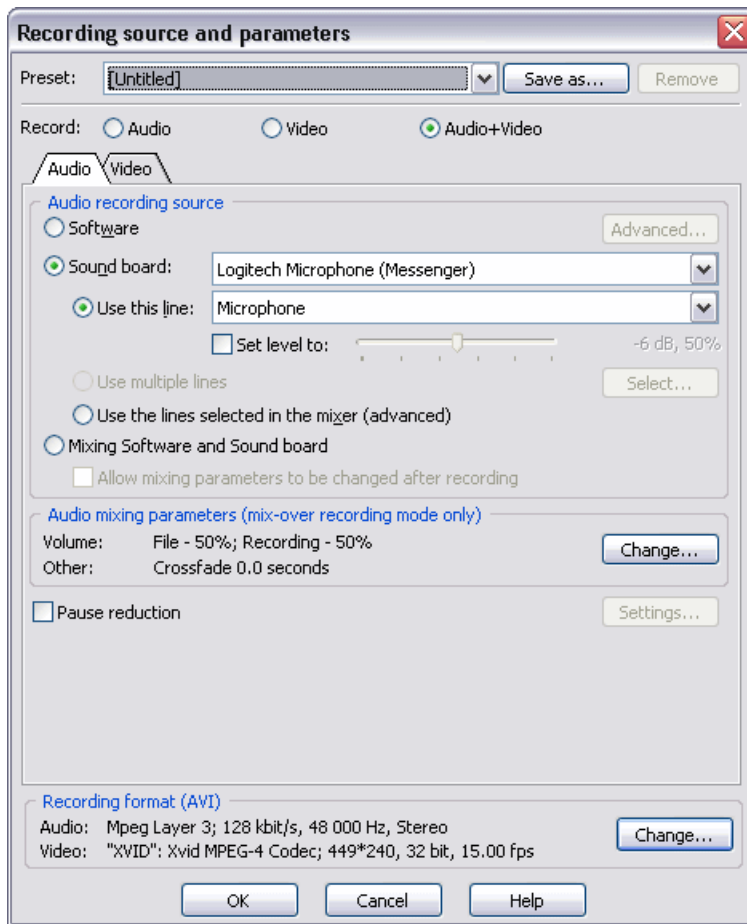 Recording source and parameters
Preset: [Untitled] Save as... Remove
Record: Audio Video Audio+Video
Audio Video
Audio recording source
Software Advanced...
Sound board: Logitech Microphone (Messenger)
Use this line: Microphone
Set level to: -6 dB, 50%
Use multiple lines Select...
Use the lines selected in the mixer (advanced)
Mixing Software and Sound board
Allow mixing parameters to be changed after recording
Audio mixing parameters (mix-over recording mode only)
Volume: File - 50%; Recording - 50%
Change...
Other: Crossfade 0.0 seconds
Pause reduction Settings...
Recording format (AVI)
Audio: Mpeg Layer 3; 128 kbit/s, 48 000 Hz, Stereo
Change...
Video: "XVID": Xvid MPEG-4 Codec; 449*240, 32 bit, 15.00 fps
OK Cancel Help